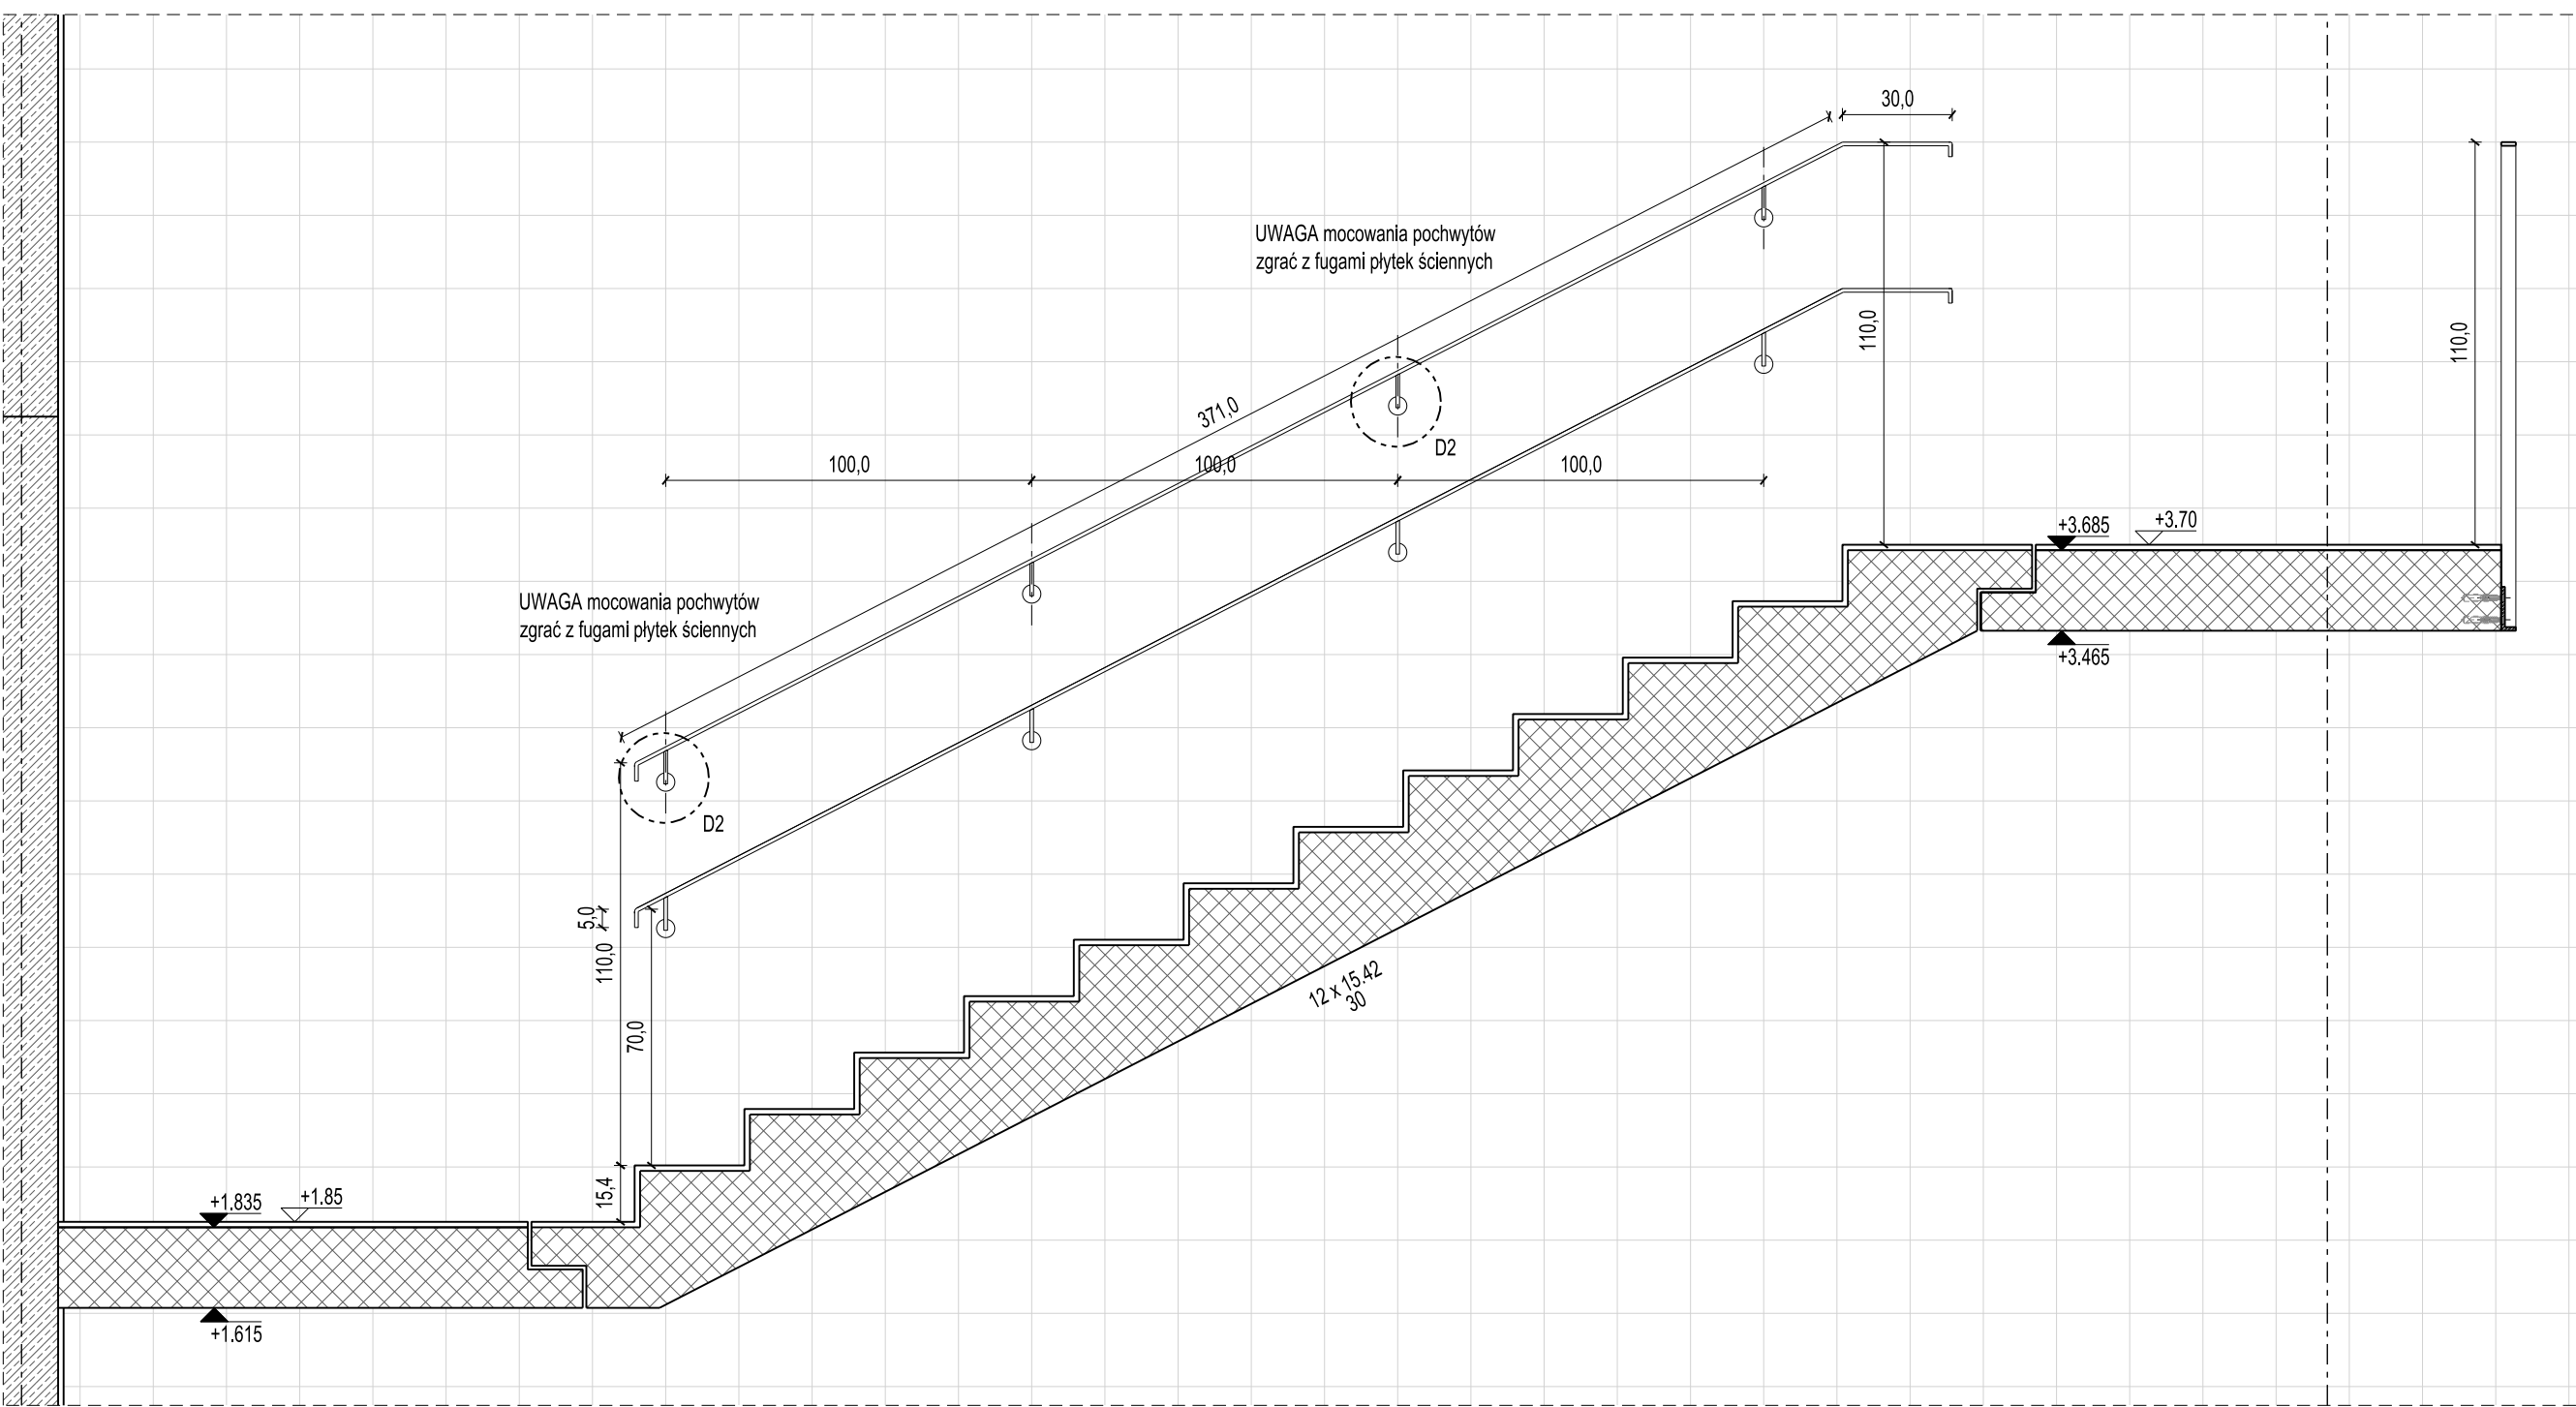 30,0
UWAGA mocowania pochwytów
zgrać z fugami płytek ściennych
110,0
110,0
371,0
D2
100,0
100,0
100,0
+3.685
+3.70
UWAGA mocowania pochwytów
zgrać z fugami płytek ściennych
+3.465
D2
5,0
110,0
70,0
12 x 15.42
30
15,4
+1.835
+1.85
+1.615